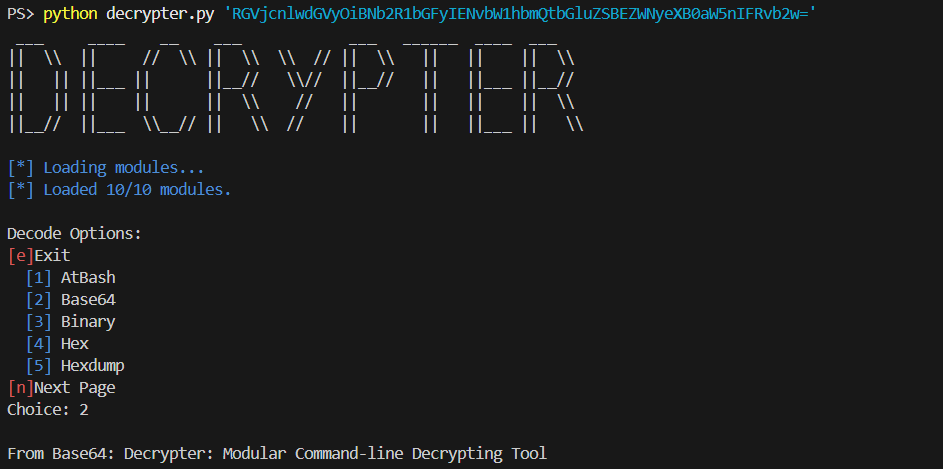 PS> python decrypter.py 'RGVjcnlwdGVyOiBNb2R1bGFyIENvbW1hbmQtbGluZSBEZWNyeXB0aW5nIFRvb2w='
DECRYPTER
[*] Loading modules...
[*] Loaded 10/10 modules.
Decode Options:
[e]Exit
[1] AtBash
[2] Base64
[3] Binary
[4] Hex
[5] Hexdump
[n]Next Page
Choice: 2
From Base64: Decrypter: Modular Command-line Decrypting Tool